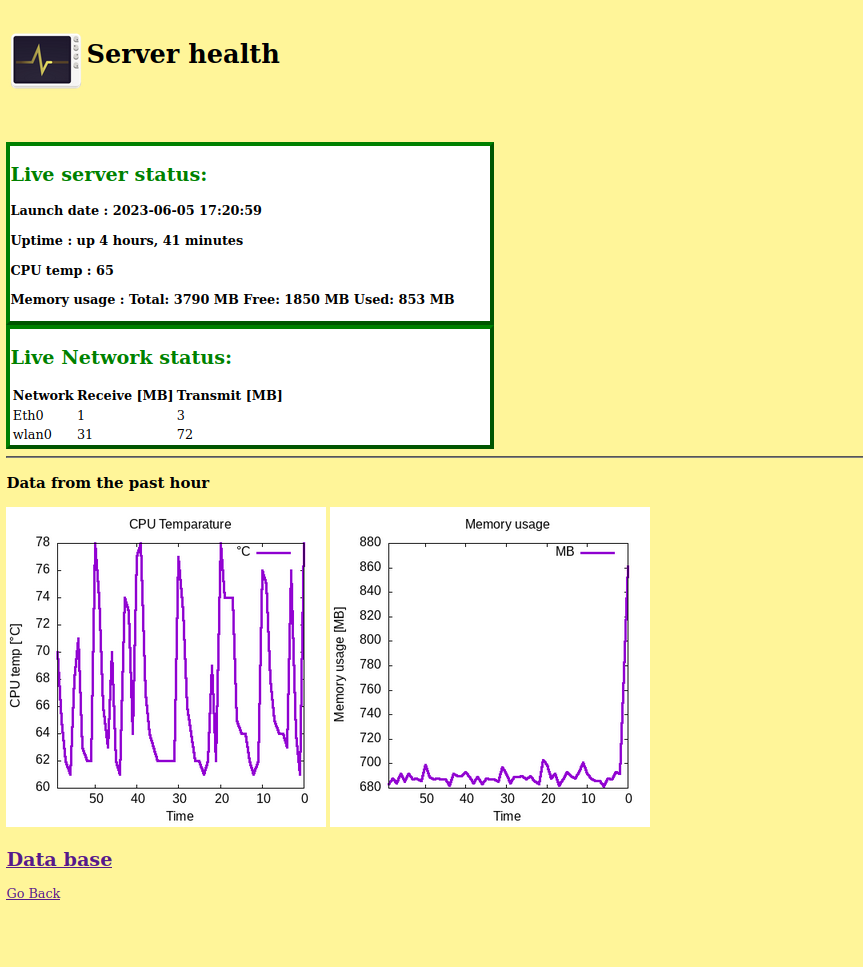 Server health
Live server status:
Launch date : 2023-06-05 17:20:59
Uptime : up 4 hours, 41 minutes
CPU temp : 65
Memory usage : Total: 3790 MB Free: 1850 MB Used: 853 MB
Live Network status:
Network Receive [MB] Transmit [MB]
Eth0 1 3
wlan0 31 72
Data from the past hour
CPU Temparature
°C
78
76
74
72
70
68
66
64
62
60
CPU temp [°C]
50 40 30 20 10 0
Time
Memory usage
MB
880
860
840
820
800
780
760
740
720
700
680
Memory usage [MB]
50 40 30 20 10 0
Time
Data base
Go Back